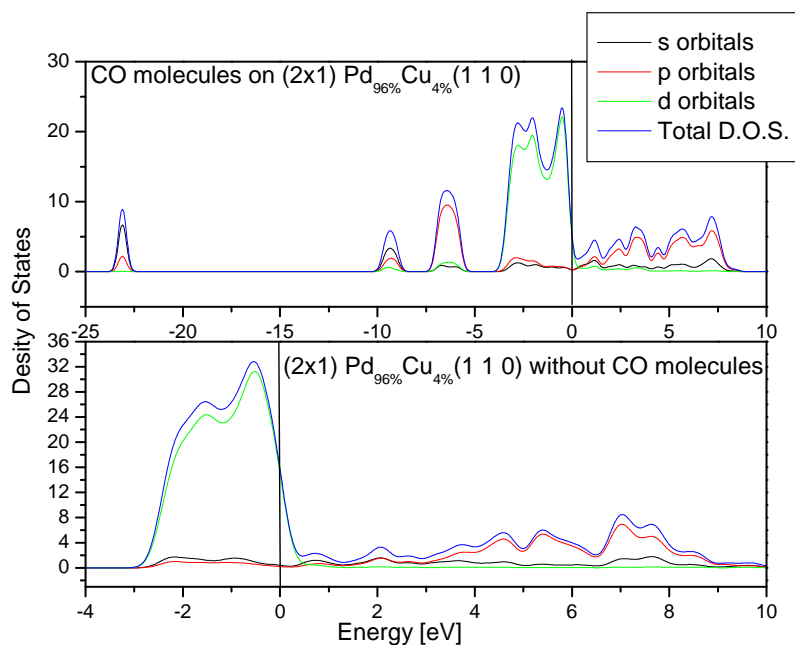 s orbitals
p orbitals
d orbitals
Total D.O.S.
CO molecules on (2x1) Pd96%Cu4%(1 1 0)
30
20
10
0
-25 -20 -15 -10 -5 0 5 10
Desity of States
(2x1) Pd96%Cu4%(1 1 0) without CO molecules
36
32
28
24
20
16
12
8
4
0
-4 -2 0 2 4 6 8 10
Energy [eV]